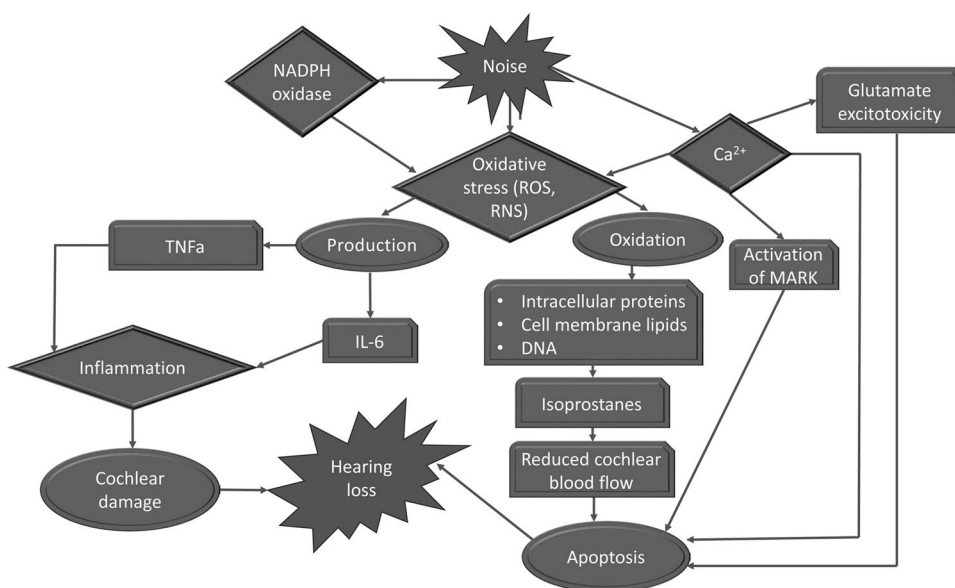 Noise
NADPH
oxidase
Glutamate
excitotoxicity
Ca²⁺
Oxidative
stress (ROS,
RNS)
TNFa
Production
Oxidation
Activation
of MARK
• Intracellular proteins
• Cell membrane lipids
• DNA
IL-6
Inflammation
Isoprostanes
Reduced cochlear
blood flow
Cochlear
damage
Hearing
loss
Apoptosis